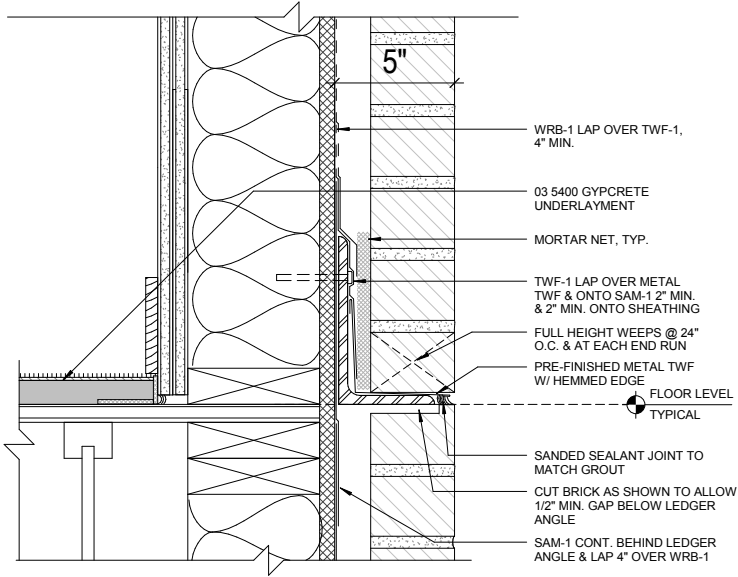 5"
WRB-1 LAP OVER TWF-1,
4" MIN.
03 5400 GYPCRETE
UNDERLAYMENT
MORTAR NET, TYP.
TWF-1 LAP OVER METAL
TWF & ONTO SAM-1 2" MIN.
& 2" MIN. ONTO SHEATHING
FULL HEIGHT WEEPS @ 24"
O.C. & AT EACH END RUN
PRE-FINISHED METAL TWF
W/ HEMMED EDGE
FLOOR LEVEL
TYPICAL
SANDED SEALANT JOINT TO
MATCH GROUT
CUT BRICK AS SHOWN TO ALLOW
1/2" MIN. GAP BELOW LEDGER
ANGLE
SAM-1 CONT. BEHIND LEDGER
ANGLE & LAP 4" OVER WRB-1